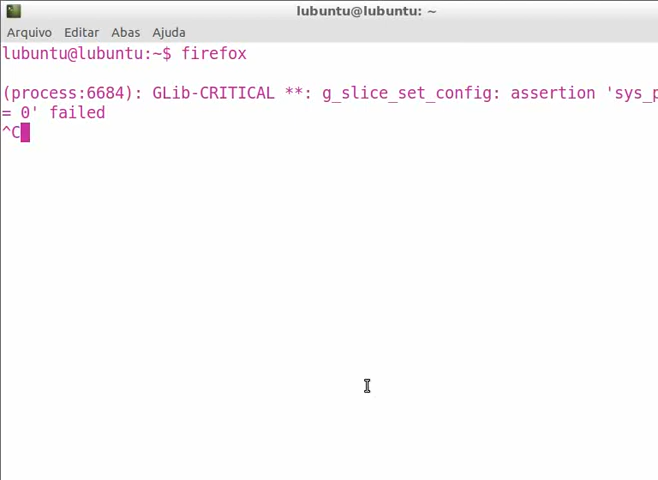 lubuntu@lubuntu: ~
Arquivo Editar Abas Ajuda
lubuntu@lubuntu:~$ firefox
(process:6684): GLib-CRITICAL **: g_slice_set_config: assertion 'sys_p
= 0' failed
^C